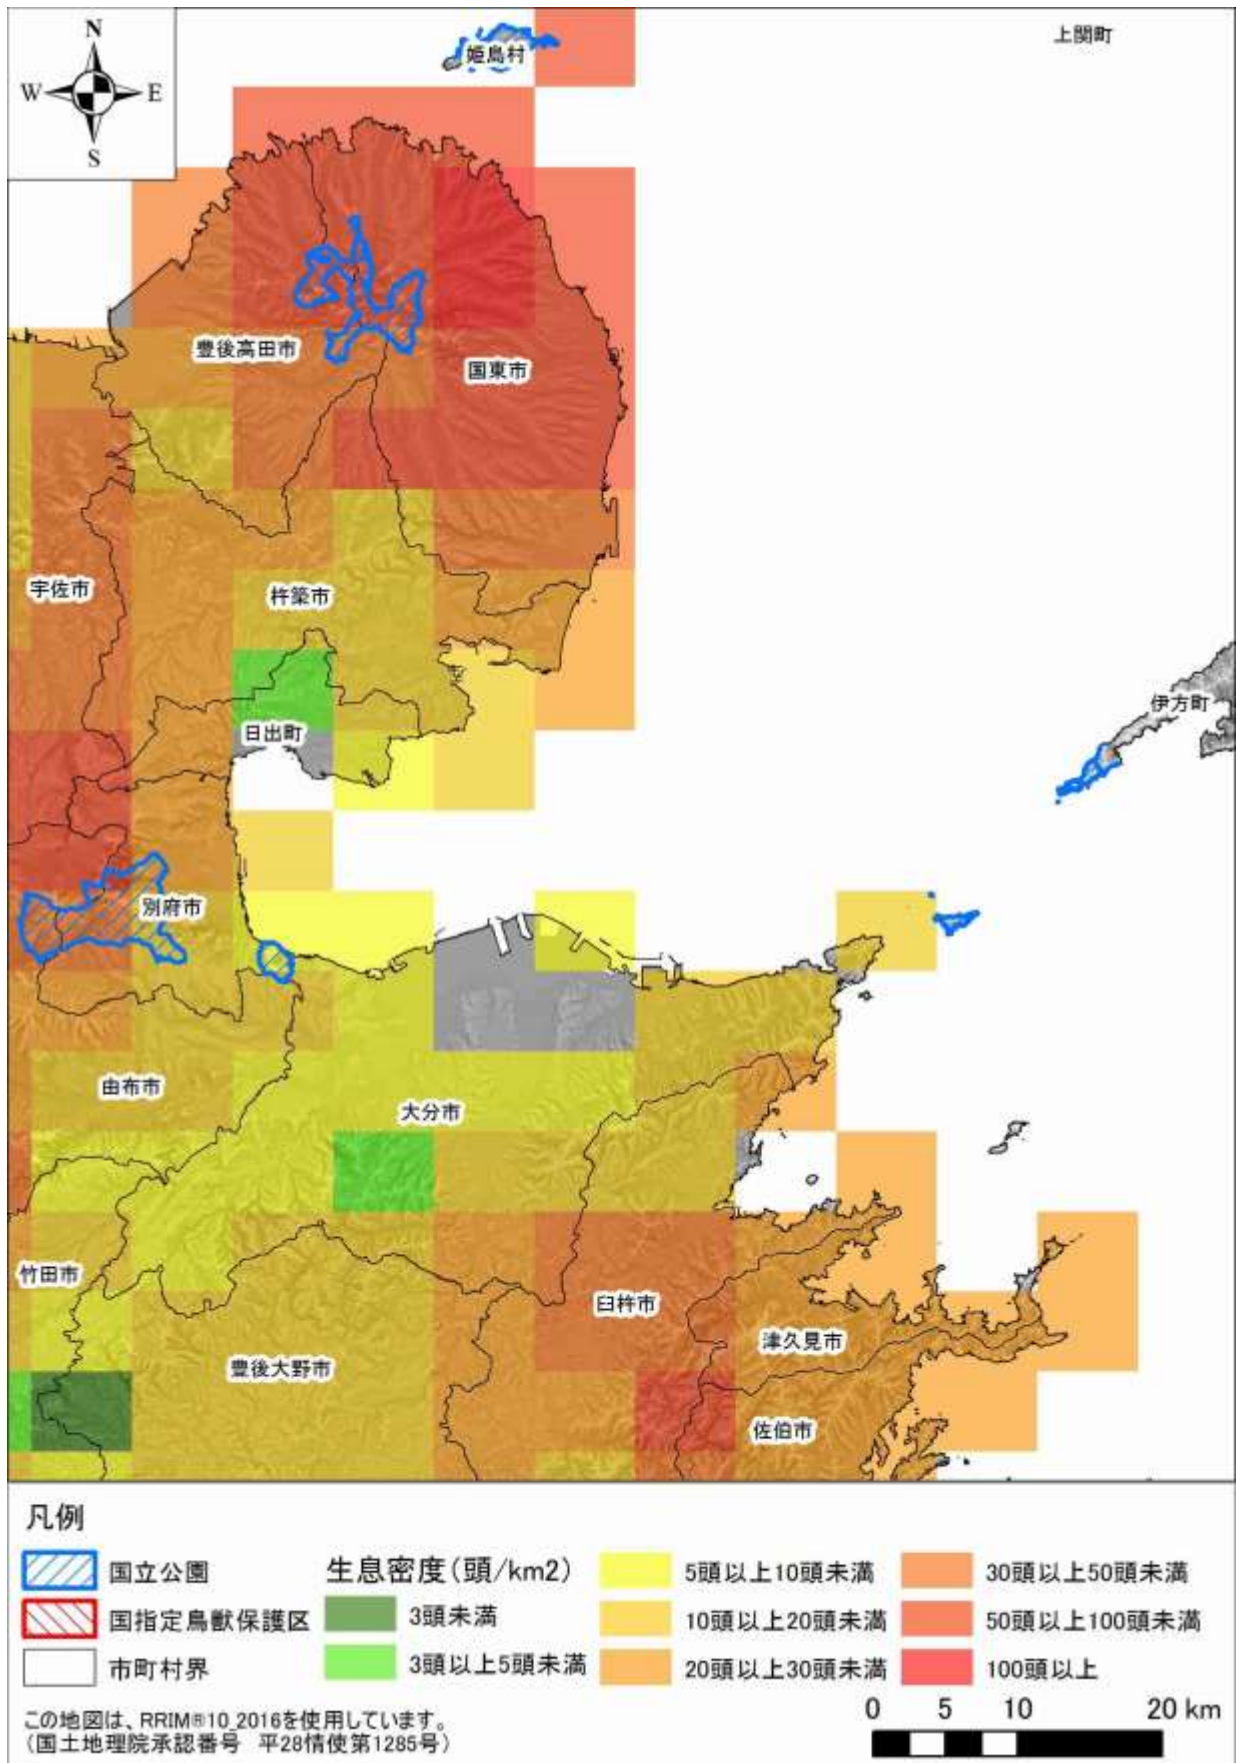 N
W E
S
姫島村
上関町
豊後高田市
国東市
宇佐市
杵築市
日出町
伊方町
別府市
由布市
大分市
竹田市
臼杵市
津久見市
豊後大野市
佐伯市
凡例
国立公園
国指定鳥獣保護区
市町村界
生息密度(頭/km2)
3頭未満
3頭以上5頭未満
5頭以上10頭未満
10頭以上20頭未満
20頭以上30頭未満
30頭以上50頭未満
50頭以上100頭未満
100頭以上
この地図は、RRIM®10_2016を使用しています。
(国土地理院承認番号 平28情使第1285号)
0 5 10 20 km